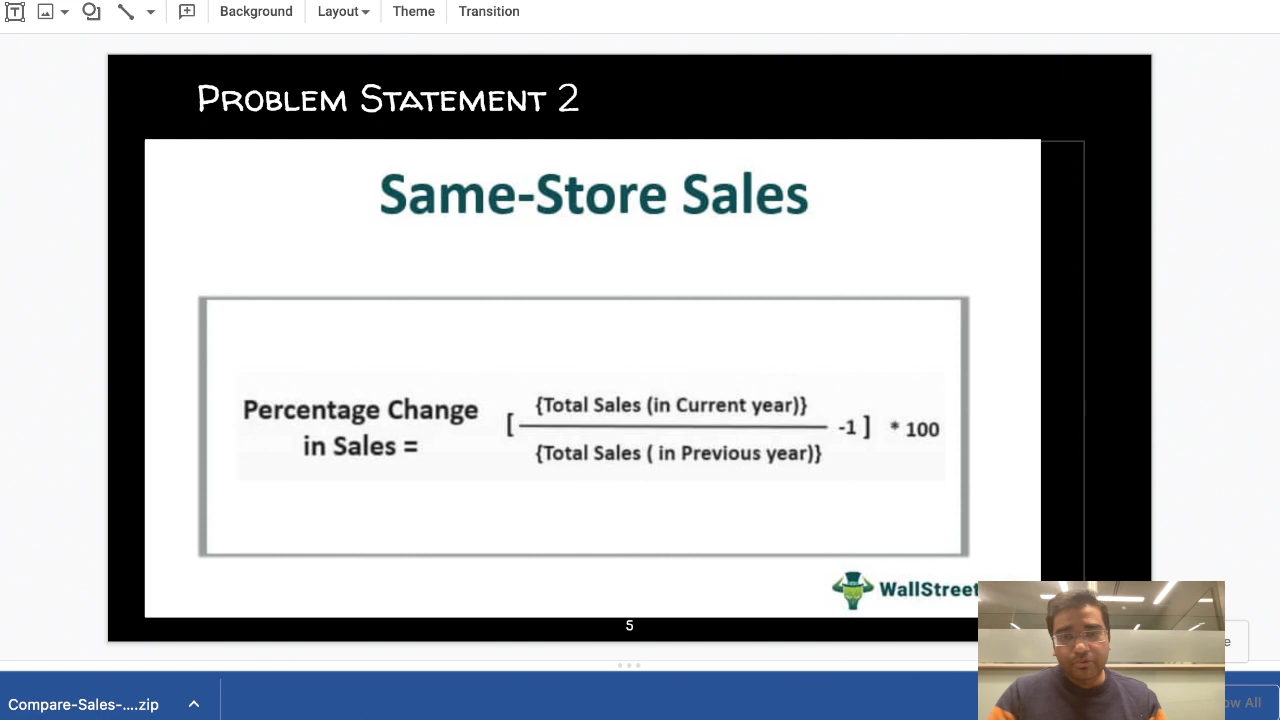 Background Layout Theme Transition
PROBLEM STATEMENT 2
Same-Store Sales
Percentage Change
in Sales =
[ {Total Sales (in Current year)}
{Total Sales ( in Previous year)}
-1 ] * 100
WallStreet
5
Compare-Sales-....zip